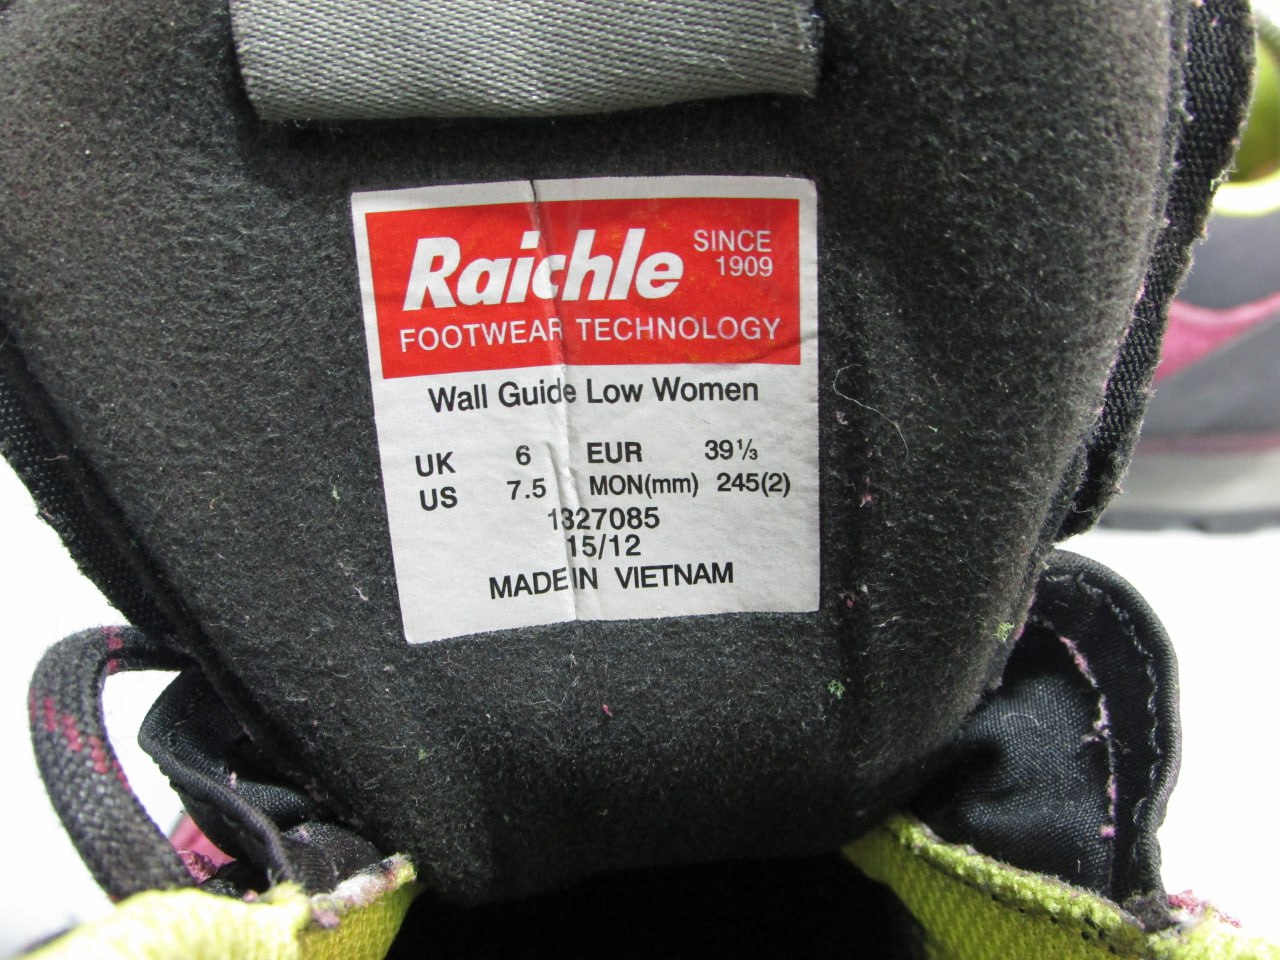 Raichle SINCE 1909
FOOTWEAR TECHNOLOGY
Wall Guide Low Women
UK 6 EUR 39⅓
US 7.5 MON(mm) 245(2)
1327085
15/12
MADE IN VIETNAM